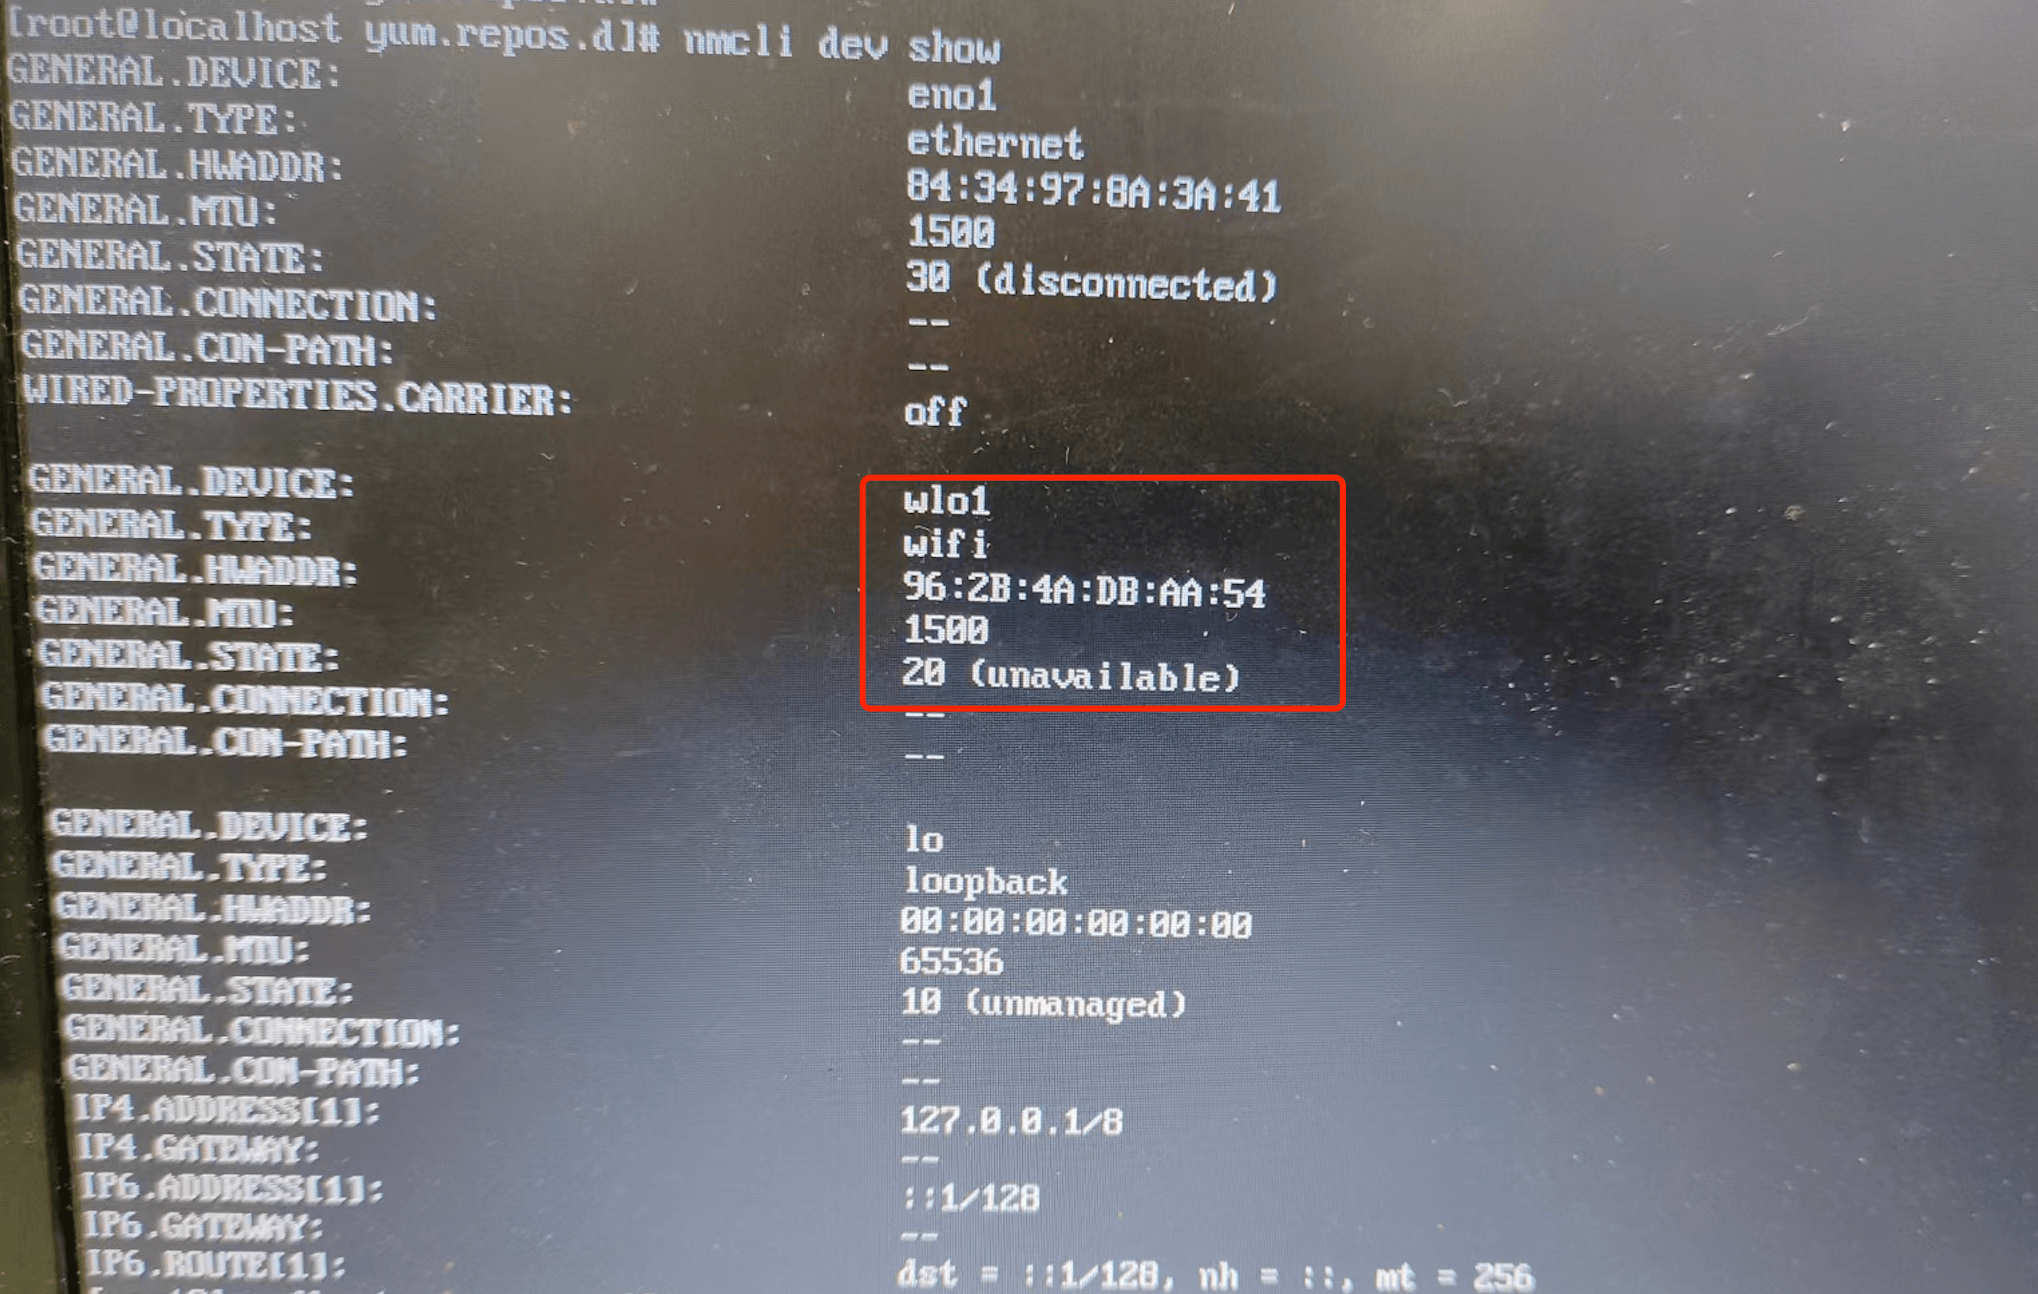 [root@localhost yum.repos.d]# nmcli dev show
GENERAL.DEVICE: eno1
GENERAL.TYPE: ethernet
GENERAL.HWADDR: 84:34:97:8A:3A:41
GENERAL.MTU: 1500
GENERAL.STATE: 30 (disconnected)
GENERAL.CONNECTION: --
GENERAL.CON-PATH: --
WIRED-PROPERTIES.CARRIER: off
GENERAL.DEVICE: wlo1
GENERAL.TYPE: wifi
GENERAL.HWADDR: 96:2B:4A:DB:AA:54
GENERAL.MTU: 1500
GENERAL.STATE: 20 (unavailable)
GENERAL.CONNECTION: --
GENERAL.CON-PATH: --
GENERAL.DEVICE: lo
GENERAL.TYPE: loopback
GENERAL.HWADDR: 00:00:00:00:00:00
GENERAL.MTU: 65536
GENERAL.STATE: 10 (unmanaged)
GENERAL.CONNECTION: --
GENERAL.CON-PATH: --
IP4.ADDRESS[1]: 127.0.0.1/8
IP4.GATEWAY: --
IP6.ADDRESS[1]: ::1/128
IP6.GATEWAY: --
IP6.ROUTE[1]: dst = ::1/128, nh = ::, mt = 256